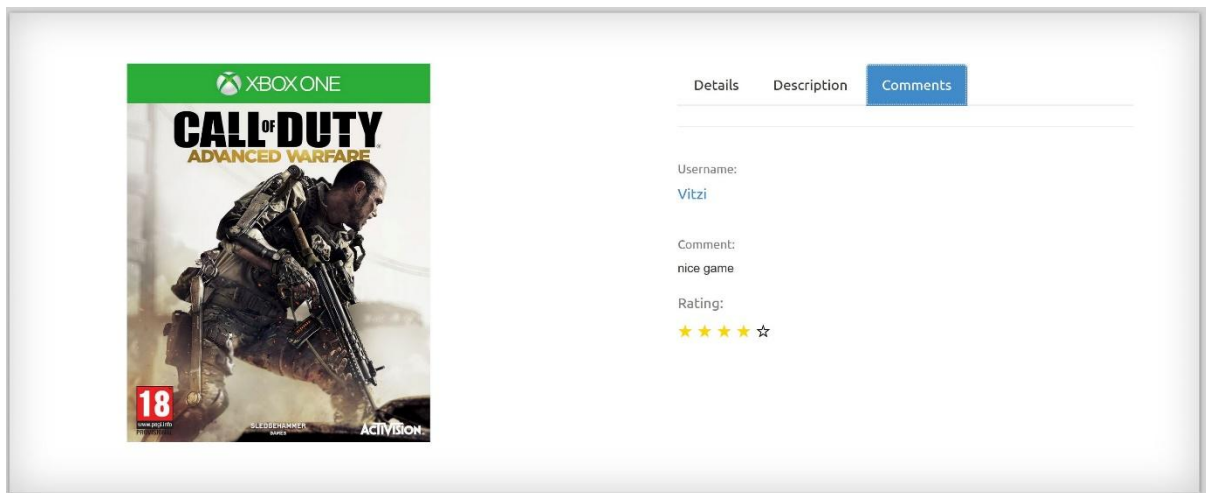 XBOX ONE
CALL OF DUTY
ADVANCED WARFARE
18
www.pegi.info
SLEDGEHAMMER
GAMES
ACTIVISION.
Details Description Comments
Username:
Vitzi
Comment:
nice game
Rating: